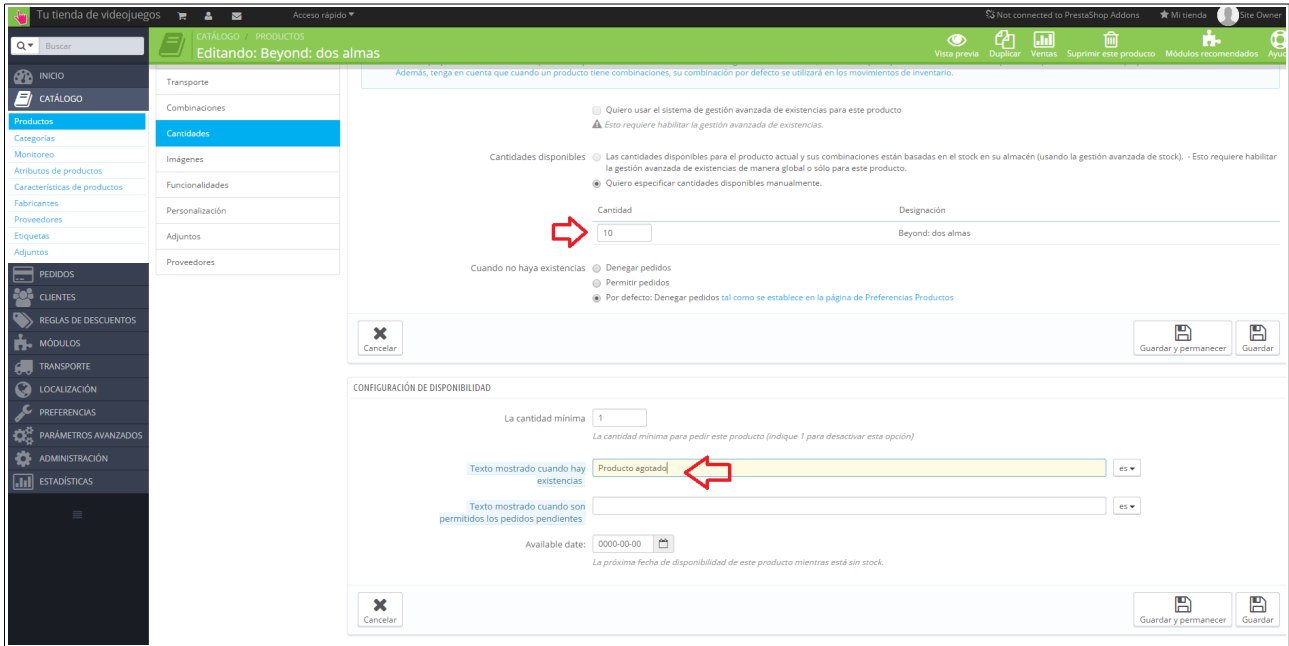 Tu tienda de videojuegos
Acceso rápido
Not connected to PrestaShop Addons
Mi tienda
Site Owner
Buscar
CATÁLOGO / PRODUCTOS
Editando: Beyond: dos almas
Vista previa
Duplicar
Ventas
Suprimir este producto
Módulos recomendados
INICIO
CATÁLOGO
Productos
Categorías
Monitoreo
Atributos de productos
Características de productos
Fabricantes
Proveedores
Etiquetas
Adjuntos
PEDIDOS
CLIENTES
REGLAS DE DESCUENTOS
MÓDULOS
TRANSPORTE
LOCALIZACIÓN
PREFERENCIAS
PARÁMETROS AVANZADOS
ADMINISTRACIÓN
ESTADÍSTICAS
Transporte
Combinaciones
Cantidades
Imágenes
Funcionalidades
Personalización
Adjuntos
Proveedores
Además, tenga en cuenta que cuando un producto tiene combinaciones, su combinación por defecto se utilizará en los movimientos de inventario.
Quiero usar el sistema de gestión avanzada de existencias para este producto
Esto requiere habilitar la gestión avanzada de existencias.
Cantidades disponibles
Las cantidades disponibles para el producto actual y sus combinaciones están basadas en el stock en su almacén (usando la gestión avanzada de stock). - Esto requiere habilitar
la gestión avanzada de existencias de manera global o sólo para este producto.
Quiero especificar cantidades disponibles manualmente.
Cantidad
Designación
10
Beyond: dos almas
Cuando no haya existencias
Denegar pedidos
Permitir pedidos
Por defecto: Denegar pedidos tal como se establece en la página de Preferencias Productos
Cancelar
Guardar y permanecer
Guardar
CONFIGURACIÓN DE DISPONIBILIDAD
La cantidad mínima
1
La cantidad mínima para pedir este producto (indique 1 para desactivar esta opción)
Texto mostrado cuando hay
existencias
Producto agotado
es
Texto mostrado cuando son
permitidos los pedidos pendientes
es
Available date:
0000-00-00
La próxima fecha de disponibilidad de este producto mientras está sin stock.
Cancelar
Guardar y permanecer
Guardar